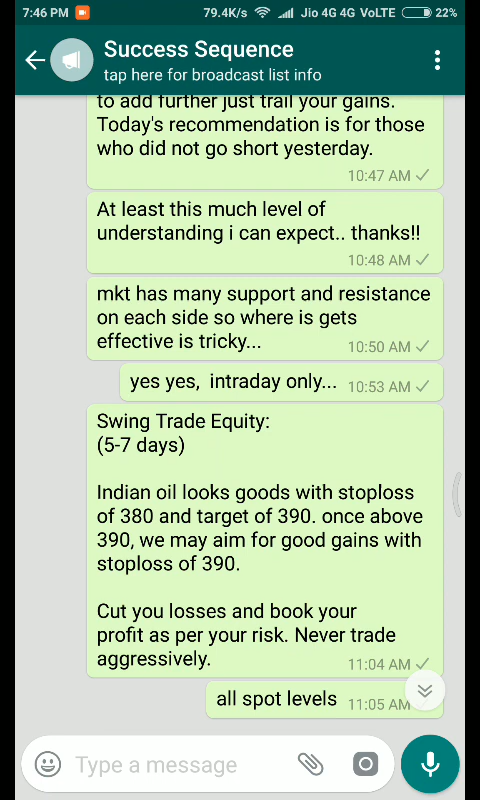 7:46 PM 79.4K/s Jio 4G 4G VoLTE 22%
Success Sequence
tap here for broadcast list info
to add further just trail your gains.
Today's recommendation is for those
who did not go short yesterday.
10:47 AM
At least this much level of
understanding i can expect.. thanks!!
10:48 AM
mkt has many support and resistance
on each side so where is gets
effective is tricky...
10:50 AM
yes yes, intraday only...
10:53 AM
Swing Trade Equity:
(5-7 days)
Indian oil looks goods with stoploss
of 380 and target of 390. once above
390, we may aim for good gains with
stoploss of 390.
Cut you losses and book your
profit as per your risk. Never trade
aggressively.
11:04 AM
all spot levels
11:05 AM
Type a message